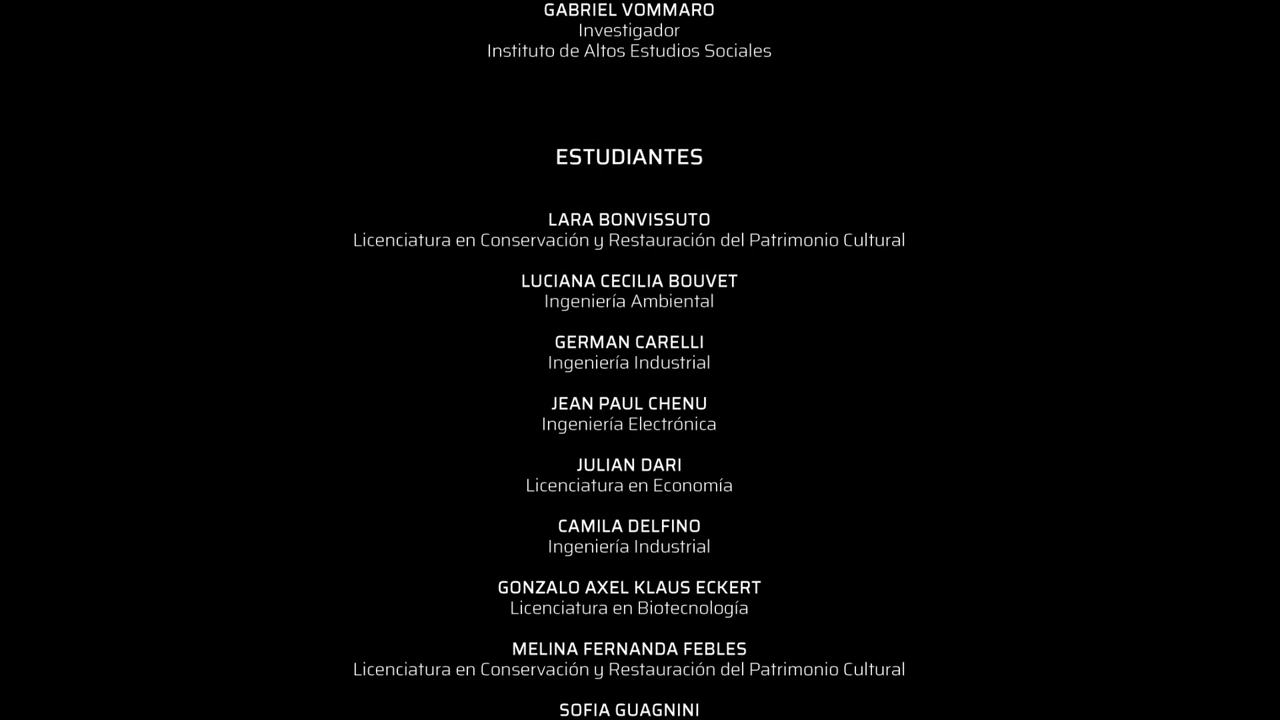 GABRIEL VOMMARO
Investigador
Instituto de Altos Estudios Sociales
ESTUDIANTES
LARA BONVISSUTO
Licenciatura en Conservación y Restauración del Patrimonio Cultural
LUCIANA CECILIA BOUVET
Ingeniería Ambiental
GERMAN CARELLI
Ingeniería Industrial
JEAN PAUL CHENU
Ingeniería Electrónica
JULIAN DARI
Licenciatura en Economía
CAMILA DELFINO
Ingeniería Industrial
GONZALO AXEL KLAUS ECKERT
Licenciatura en Biotecnología
MELINA FERNANDA FEBLES
Licenciatura en Conservación y Restauración del Patrimonio Cultural
SOFIA GUAGNINI